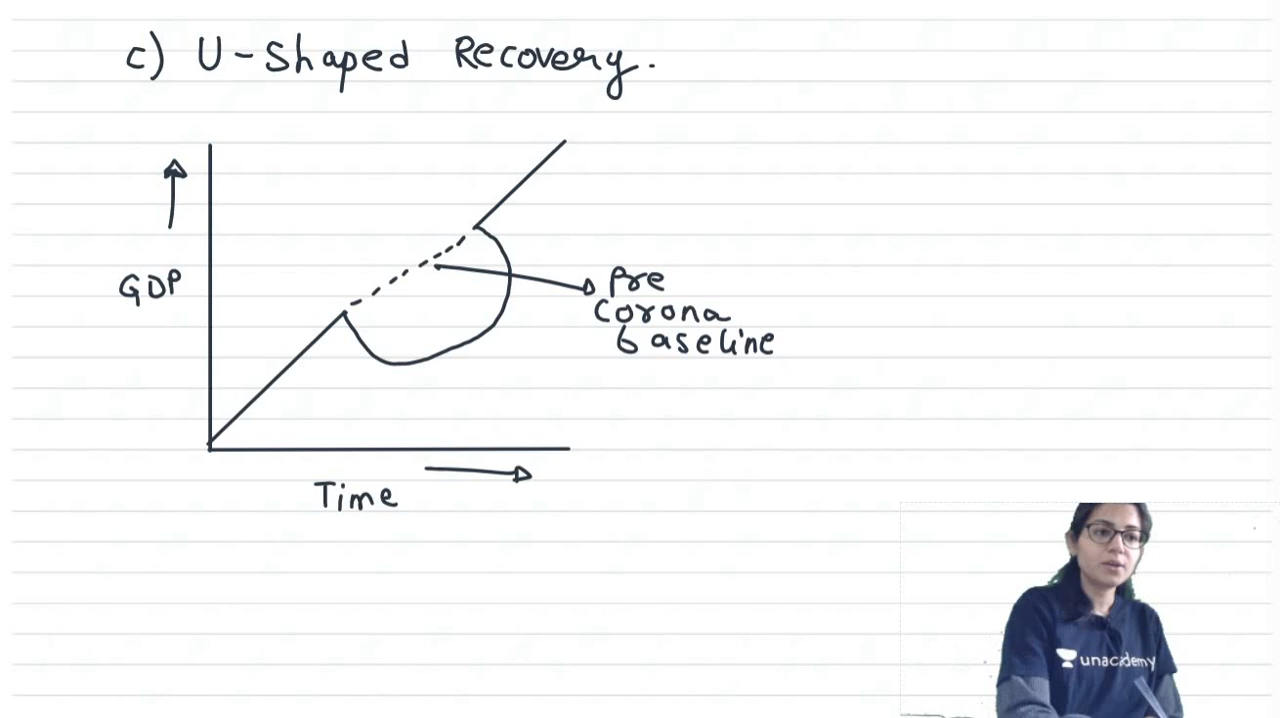 c) U-Shaped Recovery.
GDP
Pre
Corona
baseline
Time
unacademy